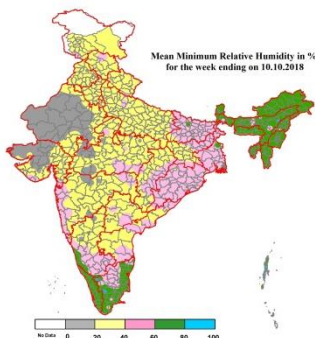 Mean Minimum Relative Humidity in %
for the week ending on 10.10.2018
No Data 0 20 40 60 80 100